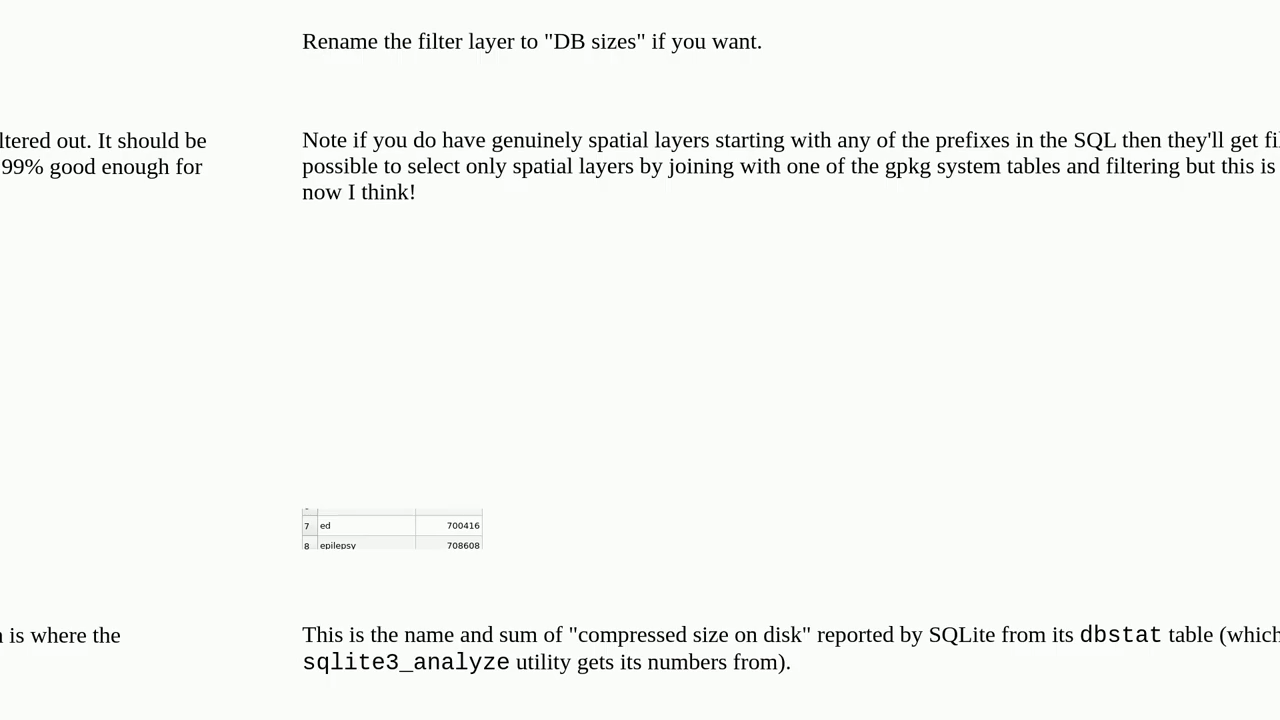 Rename the filter layer to "DB sizes" if you want.
ltered out. It should be
99% good enough for
Note if you do have genuinely spatial layers starting with any of the prefixes in the SQL then they'll get fi
possible to select only spatial layers by joining with one of the gpkg system tables and filtering but this is
now I think!
7 ed 700416
8 epilepsy 708608
is where the
This is the name and sum of "compressed size on disk" reported by SQLite from its dbstat table (which
sqlite3_analyze utility gets its numbers from).